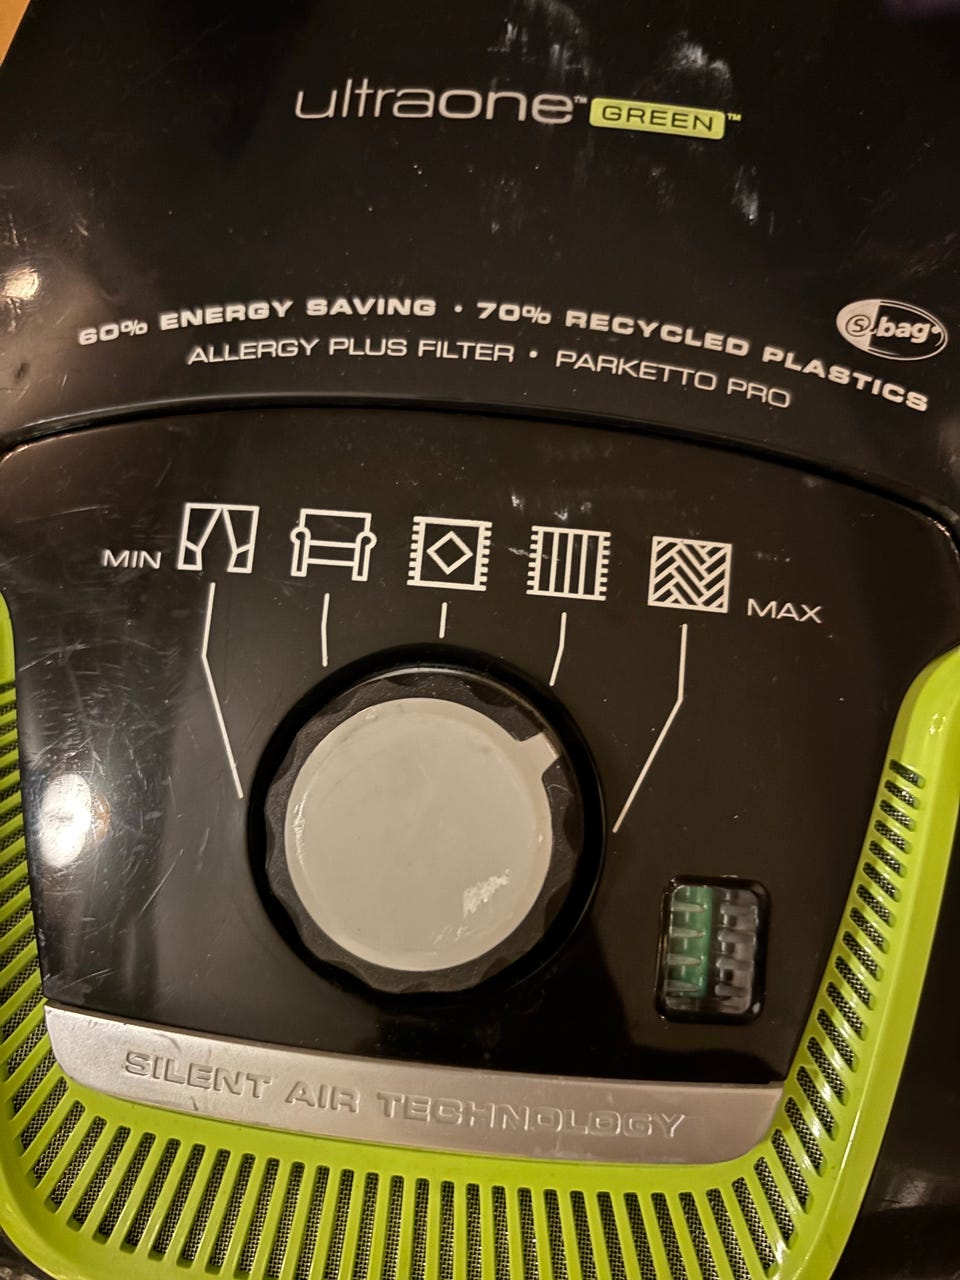 ultraone™ GREEN™
60% ENERGY SAVING • 70% RECYCLED PLASTICS
ALLERGY PLUS FILTER • PARKETTO PRO
s-bag®
MIN
MAX
SILENT AIR TECHNOLOGY